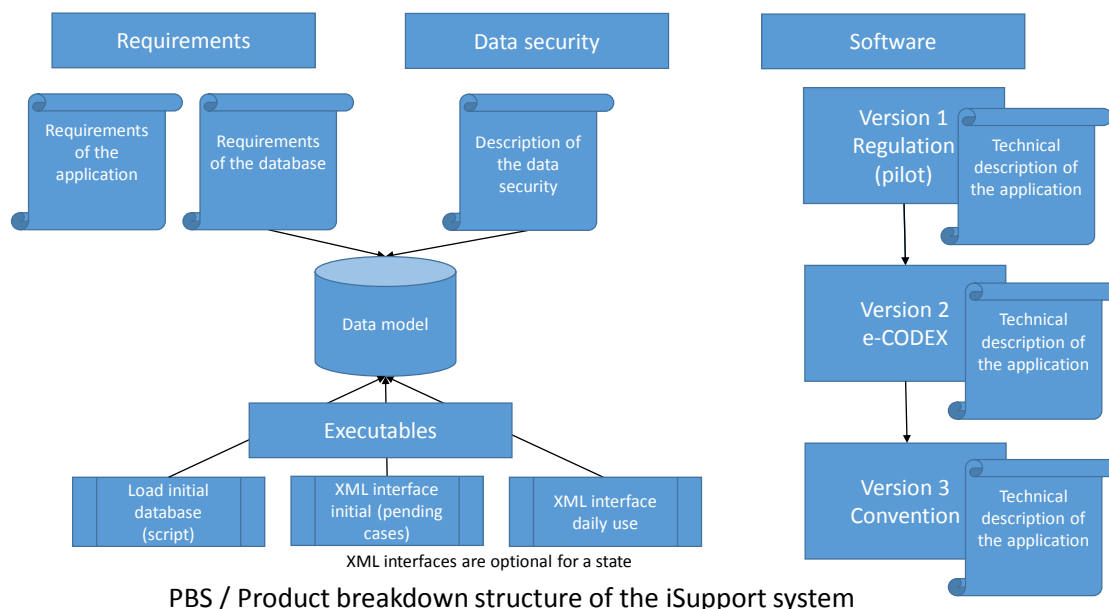 Requirements
Data security
Software
Requirements
of the
application
Requirements
of the database
Description of
the data
security
Version 1
Regulation
(pilot)
Technical
description of
the application
Data model
Version 2
e-CODEX
Technical
description of
the application
Executables
Load initial
database
(script)
XML interface
initial (pending
cases)
XML interface
daily use
Version 3
Convention
Technical
description of
the application
XML interfaces are optional for a state
PBS / Product breakdown structure of the iSupport system